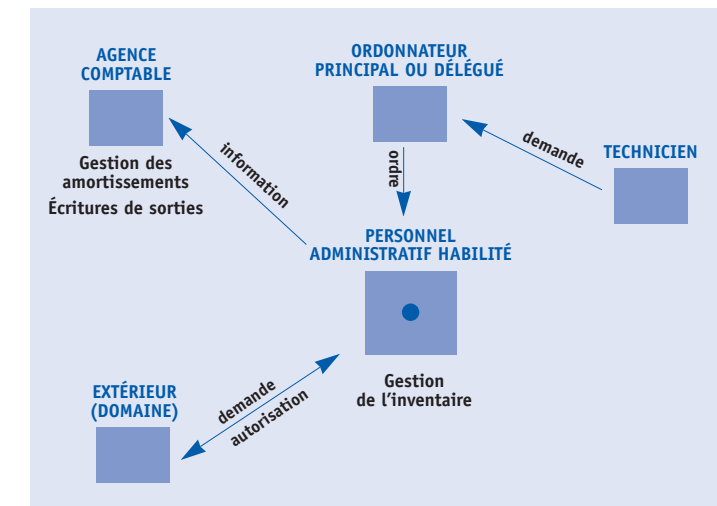 AGENCE
COMPTABLE
ORDONNATEUR
PRINCIPAL OU DÉLÉGUÉ
demande
TECHNICIEN
information
ordre
Gestion des
amortissements
Écritures de sorties
PERSONNEL
ADMINISTRATIF HABILITÉ
Gestion
de l'inventaire
EXTÉRIEUR
(DOMAINE)
demande
autorisation